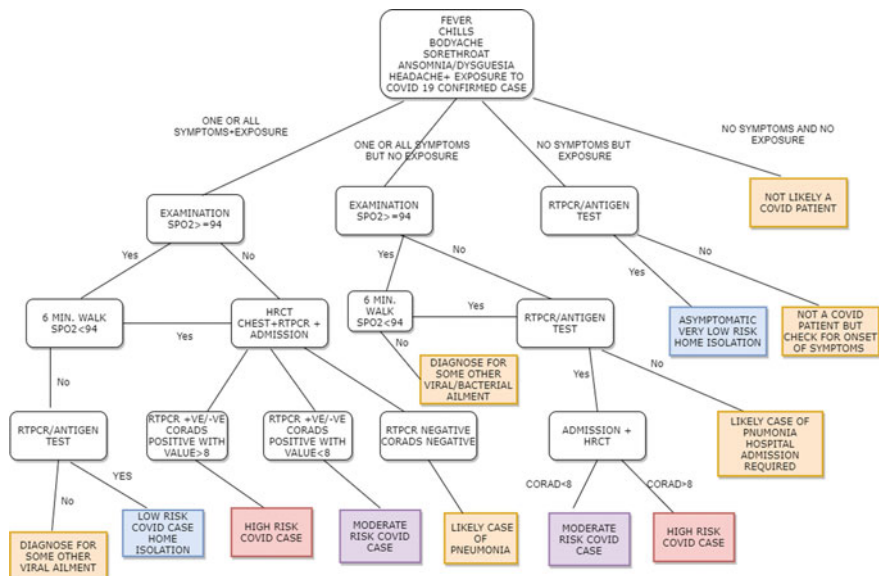 FEVER
CHILLS
BODYACHE
SORETHROAT
ANSOMNIA/DYSGUESIA
HEADACHE+ EXPOSURE TO
COVID 19 CONFIRMED CASE
ONE OR ALL
SYMPTOMS+EXPOSURE
ONE OR ALL SYMPTOMS
BUT NO EXPOSURE
NO SYMPTOMS BUT
EXPOSURE
NO SYMPTOMS AND NO
EXPOSURE
EXAMINATION
SPO2>=94
EXAMINATION
SPO2>=94
RTPCR/ANTIGEN
TEST
NOT LIKELY A
COVID PATIENT
Yes
No
Yes
No
Yes
No
6 MIN. WALK
SPO2<94
Yes
HRCT
CHEST+RTPCR +
ADMISSION
6 MIN.
WALK
SPO2<94
Yes
RTPCR/ANTIGEN
TEST
ASYMPTOMATIC
VERY LOW RISK
HOME ISOLATION
NOT A COVID
PATIENT BUT
CHECK FOR ONSET
OF SYMPTOMS
No
No
DIAGNOSE FOR
SOME OTHER
VIRAL/BACTERIAL
AILMENT
Yes
No
RTPCR/ANTIGEN
TEST
RTPCR +VE/-VE
CORADS
POSITIVE WITH
VALUE>8
RTPCR +VE/-VE
CORADS
POSITIVE WITH
VALUE<8
RTPCR NEGATIVE
CORADS NEGATIVE
ADMISSION +
HRCT
LIKELY CASE OF
PNUMONIA
HOSPITAL
ADMISSION
REQUIRED
No
YES
CORAD<8
CORAD>8
DIAGNOSE FOR
SOME OTHER
VIRAL AILMENT
LOW RISK
COVID CASE
HOME
ISOLATION
HIGH RISK
COVID CASE
MODERATE
RISK COVID
CASE
LIKELY CASE
OF
PNEUMONIA
MODERATE
RISK COVID
CASE
HIGH RISK
COVID CASE